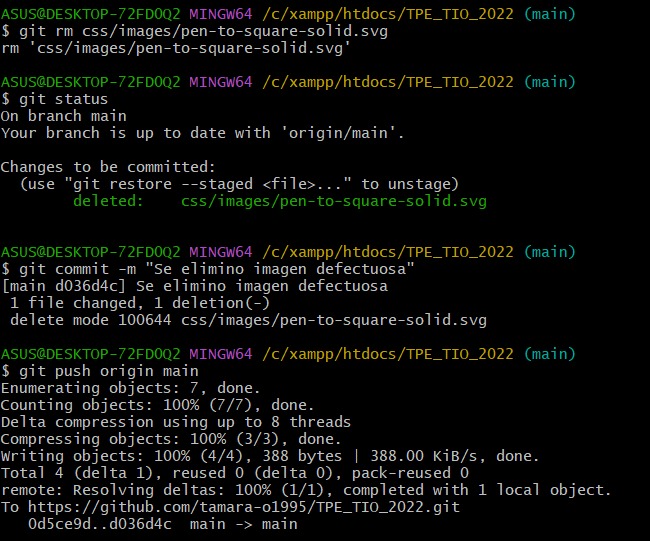 ASUS@DESKTOP-72FDOQ2 MINGW64 /c/xampp/htdocs/TPE_TIO_2022 (main)
$ git rm css/images/pen-to-square-solid.svg
rm 'css/images/pen-to-square-solid.svg'
ASUS@DESKTOP-72FDOQ2 MINGW64 /c/xampp/htdocs/TPE_TIO_2022 (main)
$ git status
On branch main
Your branch is up to date with 'origin/main'.
Changes to be committed:
  (use "git restore --staged <file>..." to unstage)
        deleted:    css/images/pen-to-square-solid.svg
ASUS@DESKTOP-72FDOQ2 MINGW64 /c/xampp/htdocs/TPE_TIO_2022 (main)
$ git commit -m "Se elimino imagen defectuosa"
[main d036d4c] Se elimino imagen defectuosa
 1 file changed, 1 deletion(-)
 delete mode 100644 css/images/pen-to-square-solid.svg
ASUS@DESKTOP-72FDOQ2 MINGW64 /c/xampp/htdocs/TPE_TIO_2022 (main)
$ git push origin main
Enumerating objects: 7, done.
Counting objects: 100% (7/7), done.
Delta compression using up to 8 threads
Compressing objects: 100% (3/3), done.
Writing objects: 100% (4/4), 388 bytes | 388.00 KiB/s, done.
Total 4 (delta 1), reused 0 (delta 0), pack-reused 0
remote: Resolving deltas: 100% (1/1), completed with 1 local object.
To https://github.com/tamara-o1995/TPE_TIO_2022.git
   0d5ce9d..d036d4c  main -> main